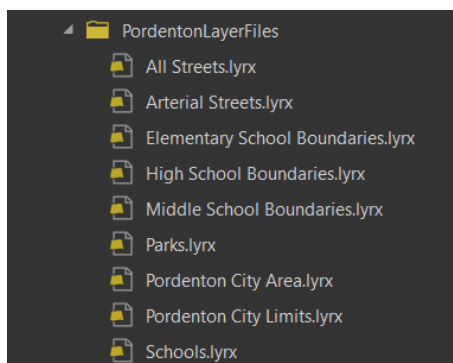 PordentonLayerFiles
All Streets.lyrx
Arterial Streets.lyrx
Elementary School Boundaries.lyrx
High School Boundaries.lyrx
Middle School Boundaries.lyrx
Parks.lyrx
Pordenton City Area.lyrx
Pordenton City Limits.lyrx
Schools.lyrx